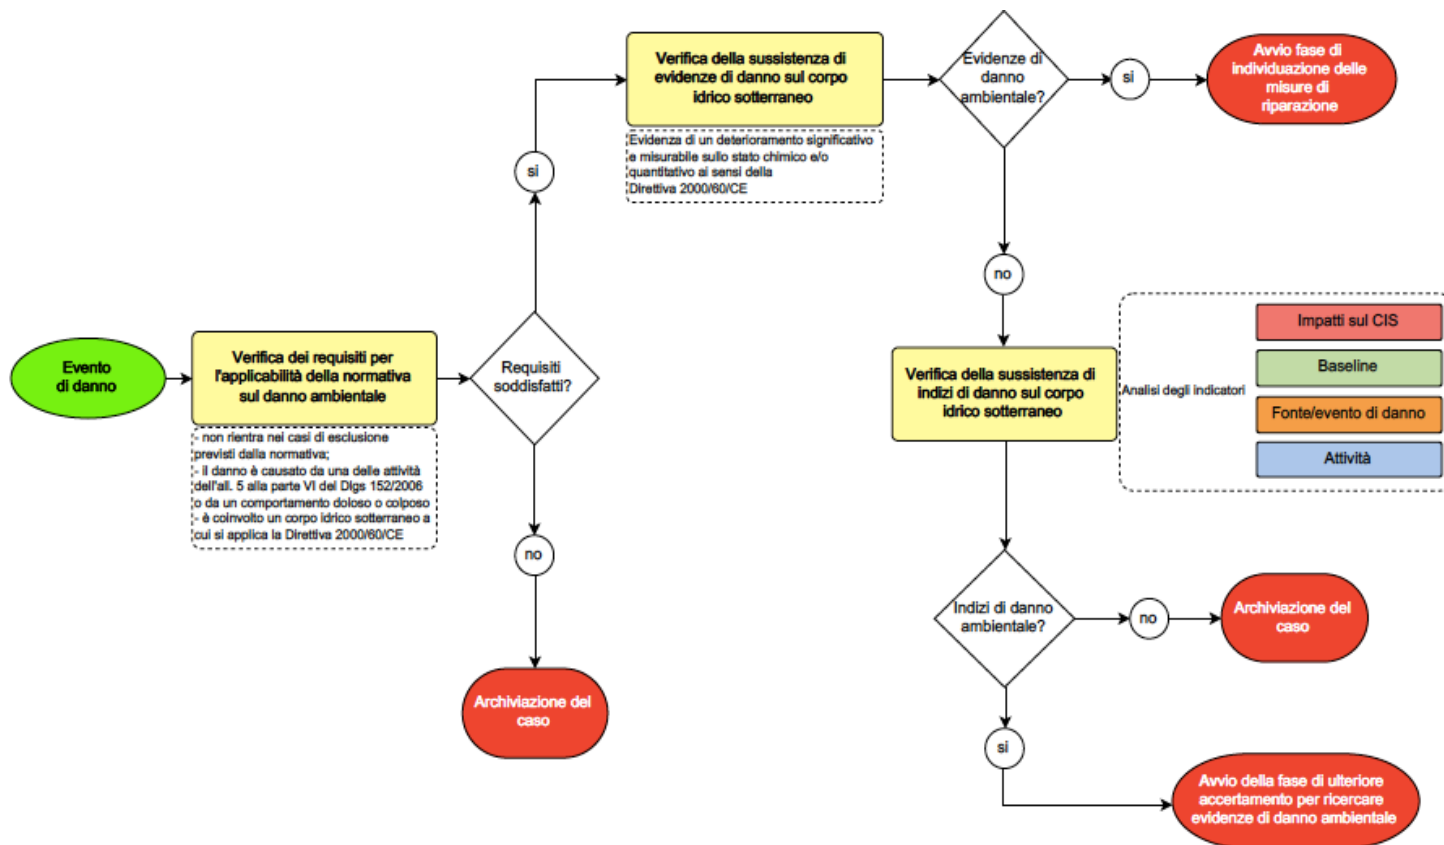 Evento
di danno
Verifica dei requisiti per
l'applicabilità della normativa
sul danno ambientale
- non rientra nei casi di esclusione
previsti dalla normativa;
- il danno è causato da una delle attività
dell'all. 5 alla parte VI del Dlgs 152/2006
o da un comportamento doloso o colposo
- è coinvolto un corpo idrico sotterraneo a
cui si applica la Direttiva 2000/60/CE
Requisiti
soddisfatti?
si
no
Archiviazione del
caso
Verifica della sussistenza di
evidenze di danno sul corpo
idrico sotterraneo
Evidenza di un deterioramento significativo
e misurabile sullo stato chimico e/o
quantitativo ai sensi della
Direttiva 2000/60/CE
Evidenze di
danno
ambientale?
si
Avvio fase di
individuazione delle
misure di
riparazione
no
Verifica della sussistenza di
indizi di danno sul corpo
idrico sotterraneo
Analisi degli indicatori
Impatti sul CIS
Baseline
Fonte/evento di danno
Attività
Indizi di danno
ambientale?
no
Archiviazione del
caso
si
Avvio della fase di ulteriore
accertamento per ricercare
evidenze di danno ambientale